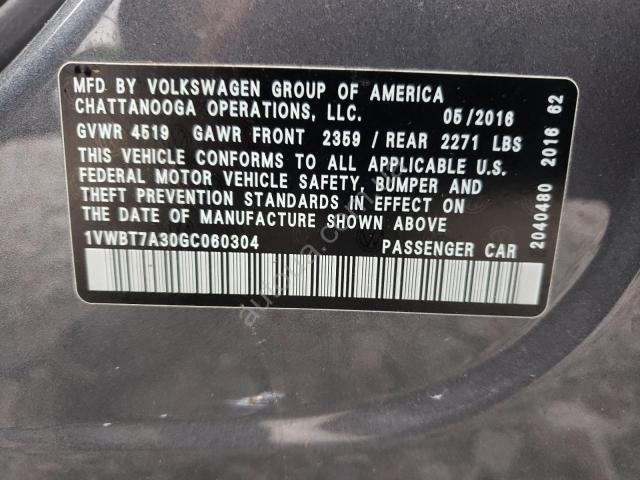 MFD BY VOLKSWAGEN GROUP OF AMERICA
CHATTANOOGA OPERATIONS, LLC. 05/2016
GVWR 4519 GAWR FRONT 2359 / REAR 2271 LBS
THIS VEHICLE CONFORMS TO ALL APPLICABLE U.S.
FEDERAL MOTOR VEHICLE SAFETY, BUMPER AND
THEFT PREVENTION STANDARDS IN EFFECT ON
THE DATE OF MANUFACTURE SHOWN ABOVE
1VWBT7A30GC060304 PASSENGER CAR
2040480 2016 62